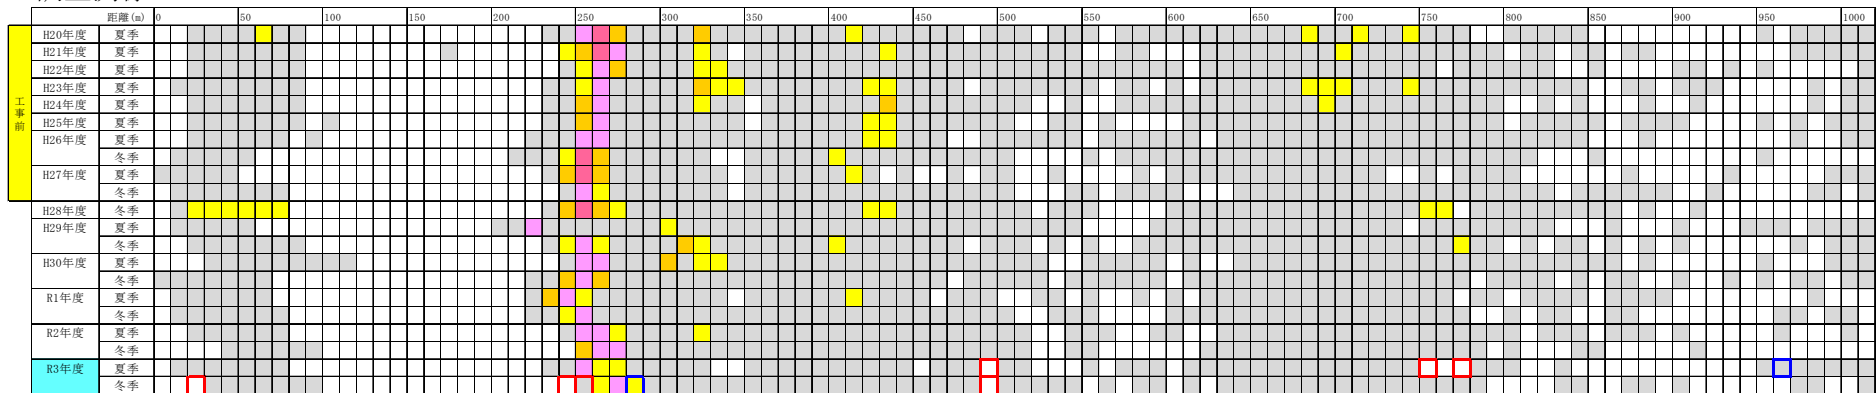 距離(m) 0 50 100 150 200 250 300 350 400 450 500 550 600 650 700 750 800 850 900 950 1000
工事前
H20年度 夏季
H21年度 夏季
H22年度 夏季
H23年度 夏季
H24年度 夏季
H25年度 夏季
H26年度 夏季
冬季
H27年度 夏季
冬季
H28年度 冬季
H29年度 夏季
冬季
H30年度 夏季
冬季
R1年度 夏季
冬季
R2年度 夏季
冬季
R3年度 夏季
冬季